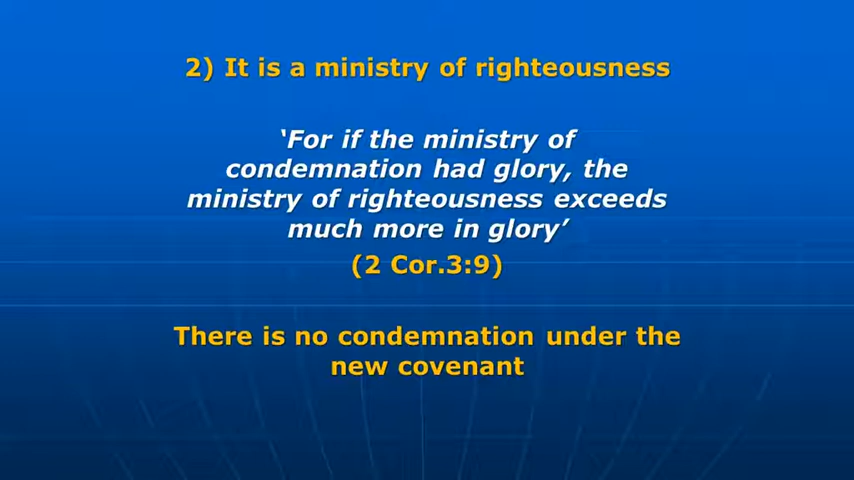 2) It is a ministry of righteousness
‘For if the ministry of
condemnation had glory, the
ministry of righteousness exceeds
much more in glory’
(2 Cor.3:9)
There is no condemnation under the
new covenant